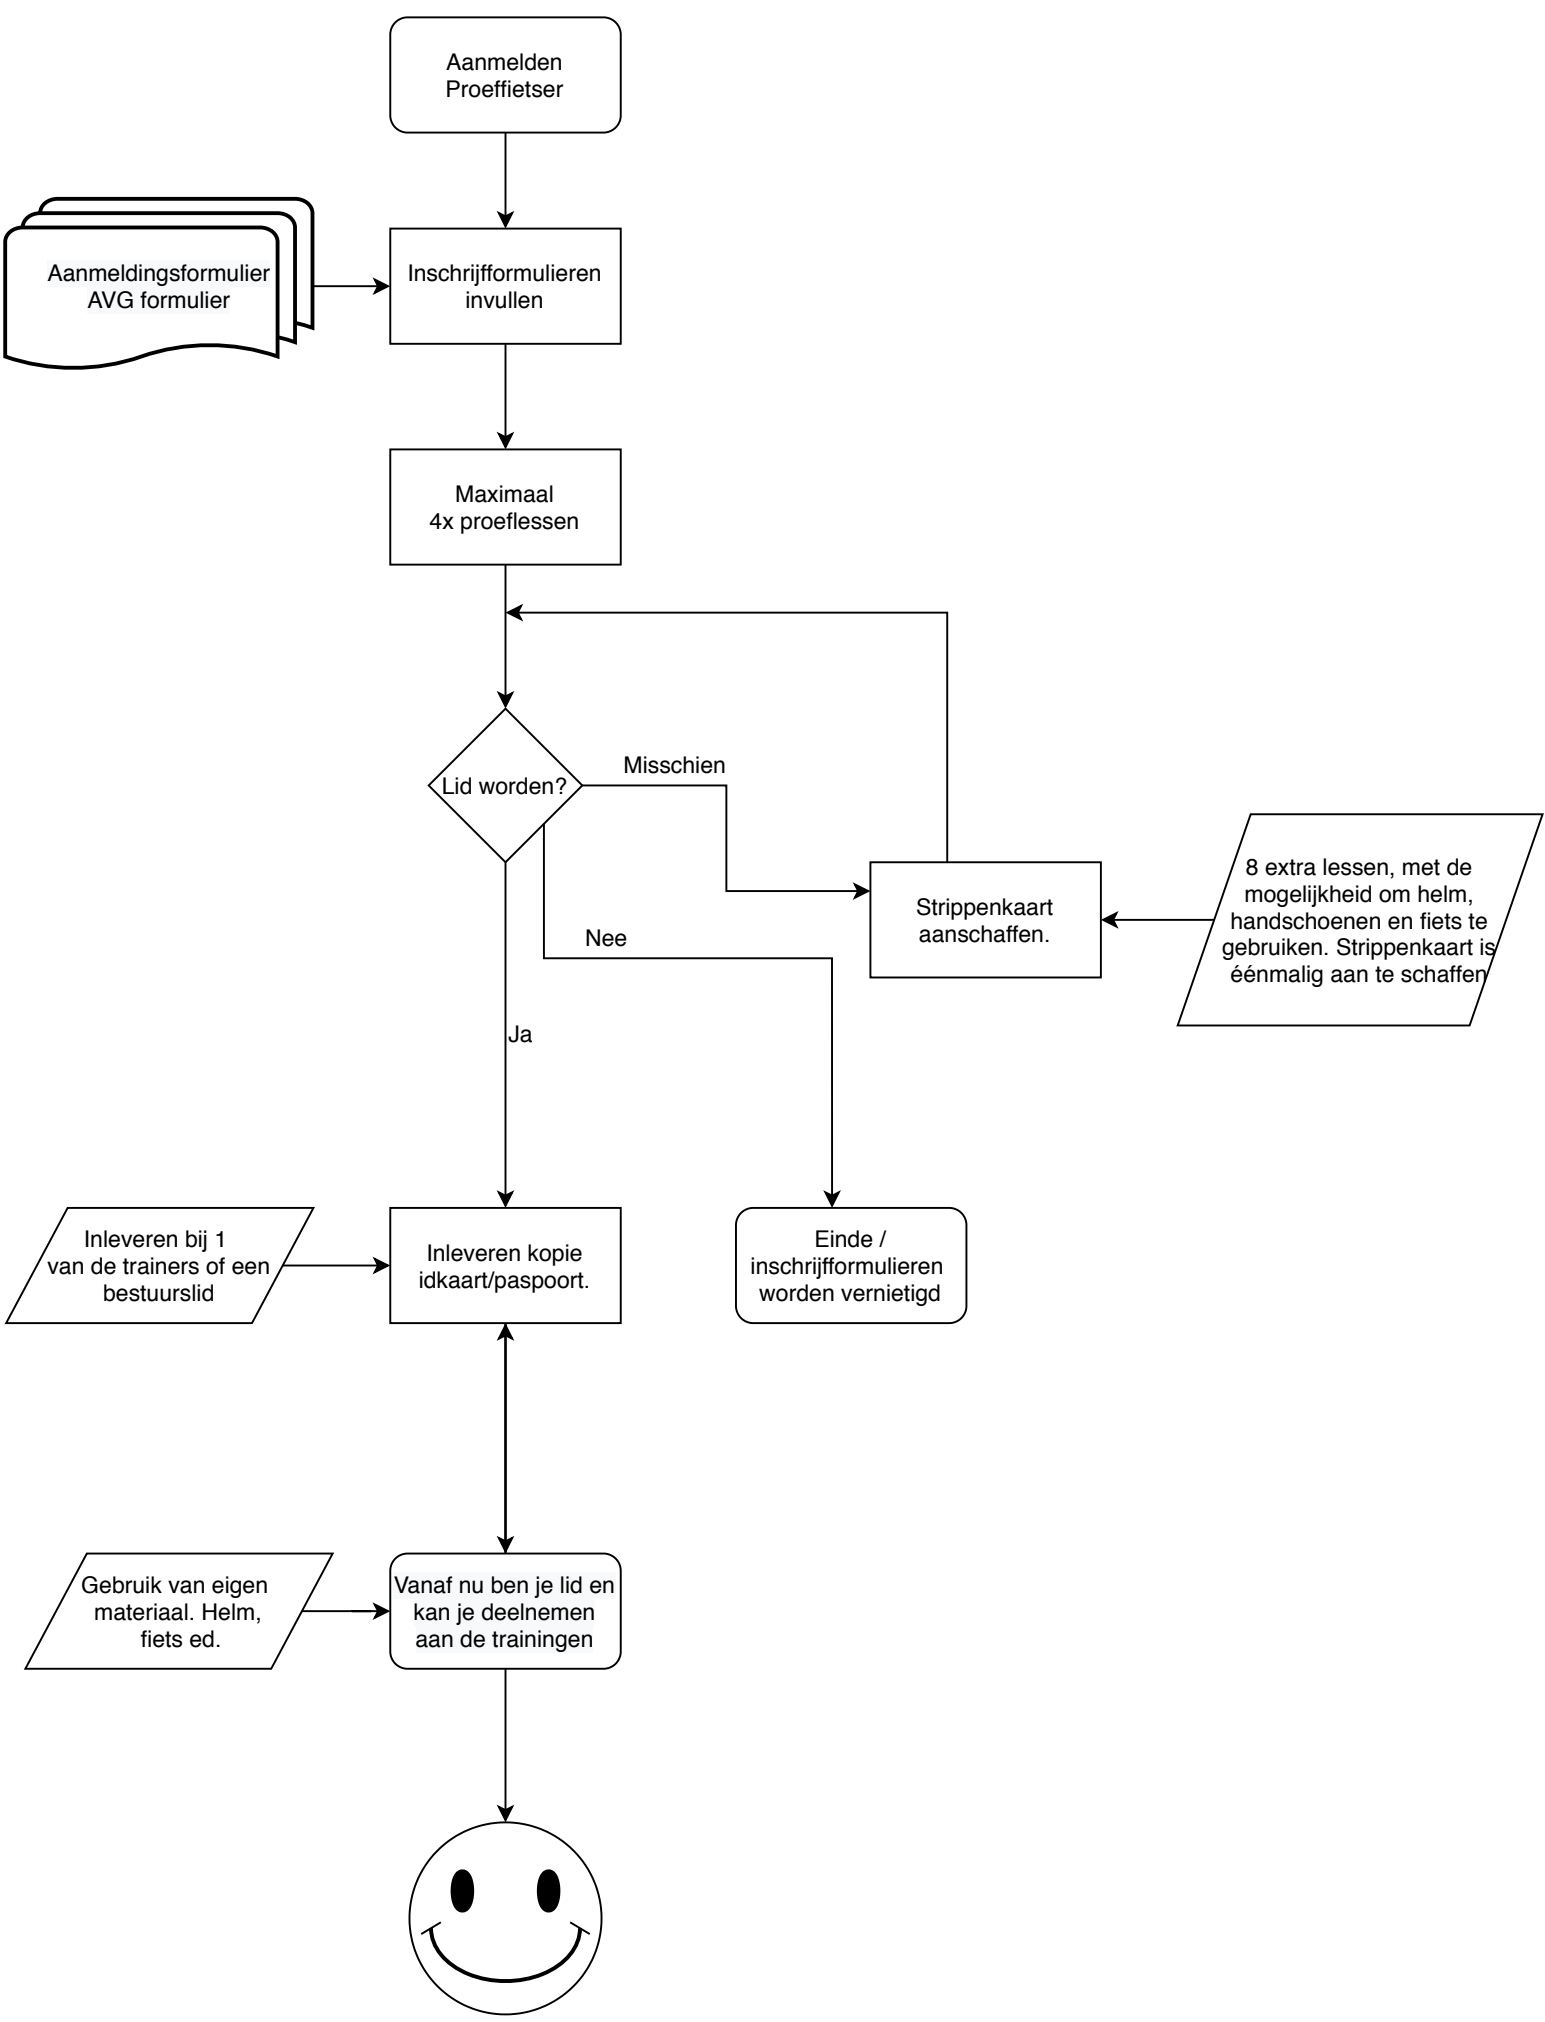 Aanmelden
Proeffietser
Aanmeldingsformulier
AVG formulier
Inschrijfformulieren
invullen
Maximaal
4x proeflessen
Lid worden?
Misschien
Nee
Ja
Strippenkaart
aanschaffen.
8 extra lessen, met de
mogelijkheid om helm,
handschoenen en fiets te
gebruiken. Strippenkaart is
éénmalig aan te schaffen
Inleveren bij 1
van de trainers of een
bestuurslid
Inleveren kopie
idkaart/paspoort.
Einde /
inschrijfformulieren
worden vernietigd
Gebruik van eigen
materiaal. Helm,
fiets ed.
Vanaf nu ben je lid en
kan je deelnemen
aan de trainingen